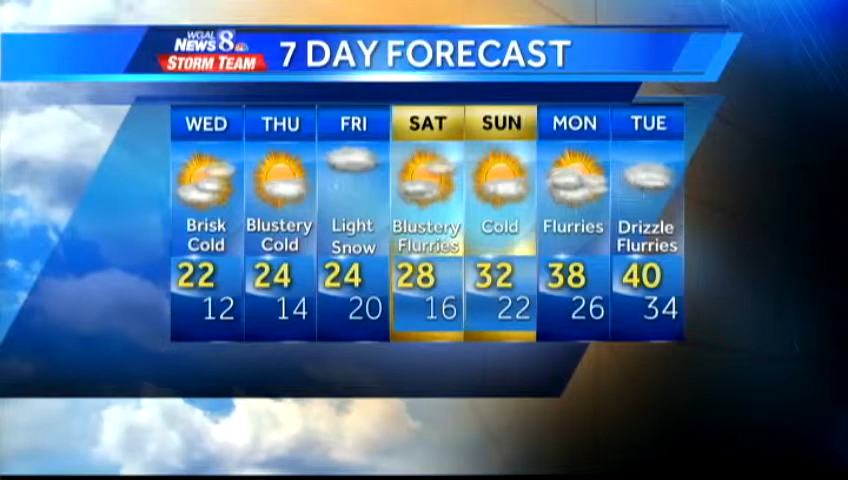 WGAL
NEWS 8
STORM TEAM
7 DAY FORECAST
WED THU FRI SAT SUN MON TUE
Brisk Blustery Light Blustery Cold Flurries Drizzle
Cold Cold Snow Flurries Flurries
22 24 24 28 32 38 40
12 14 20 16 22 26 34